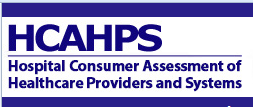 HCAHPS
Hospital Consumer Assessment of
Healthcare Providers and Systems